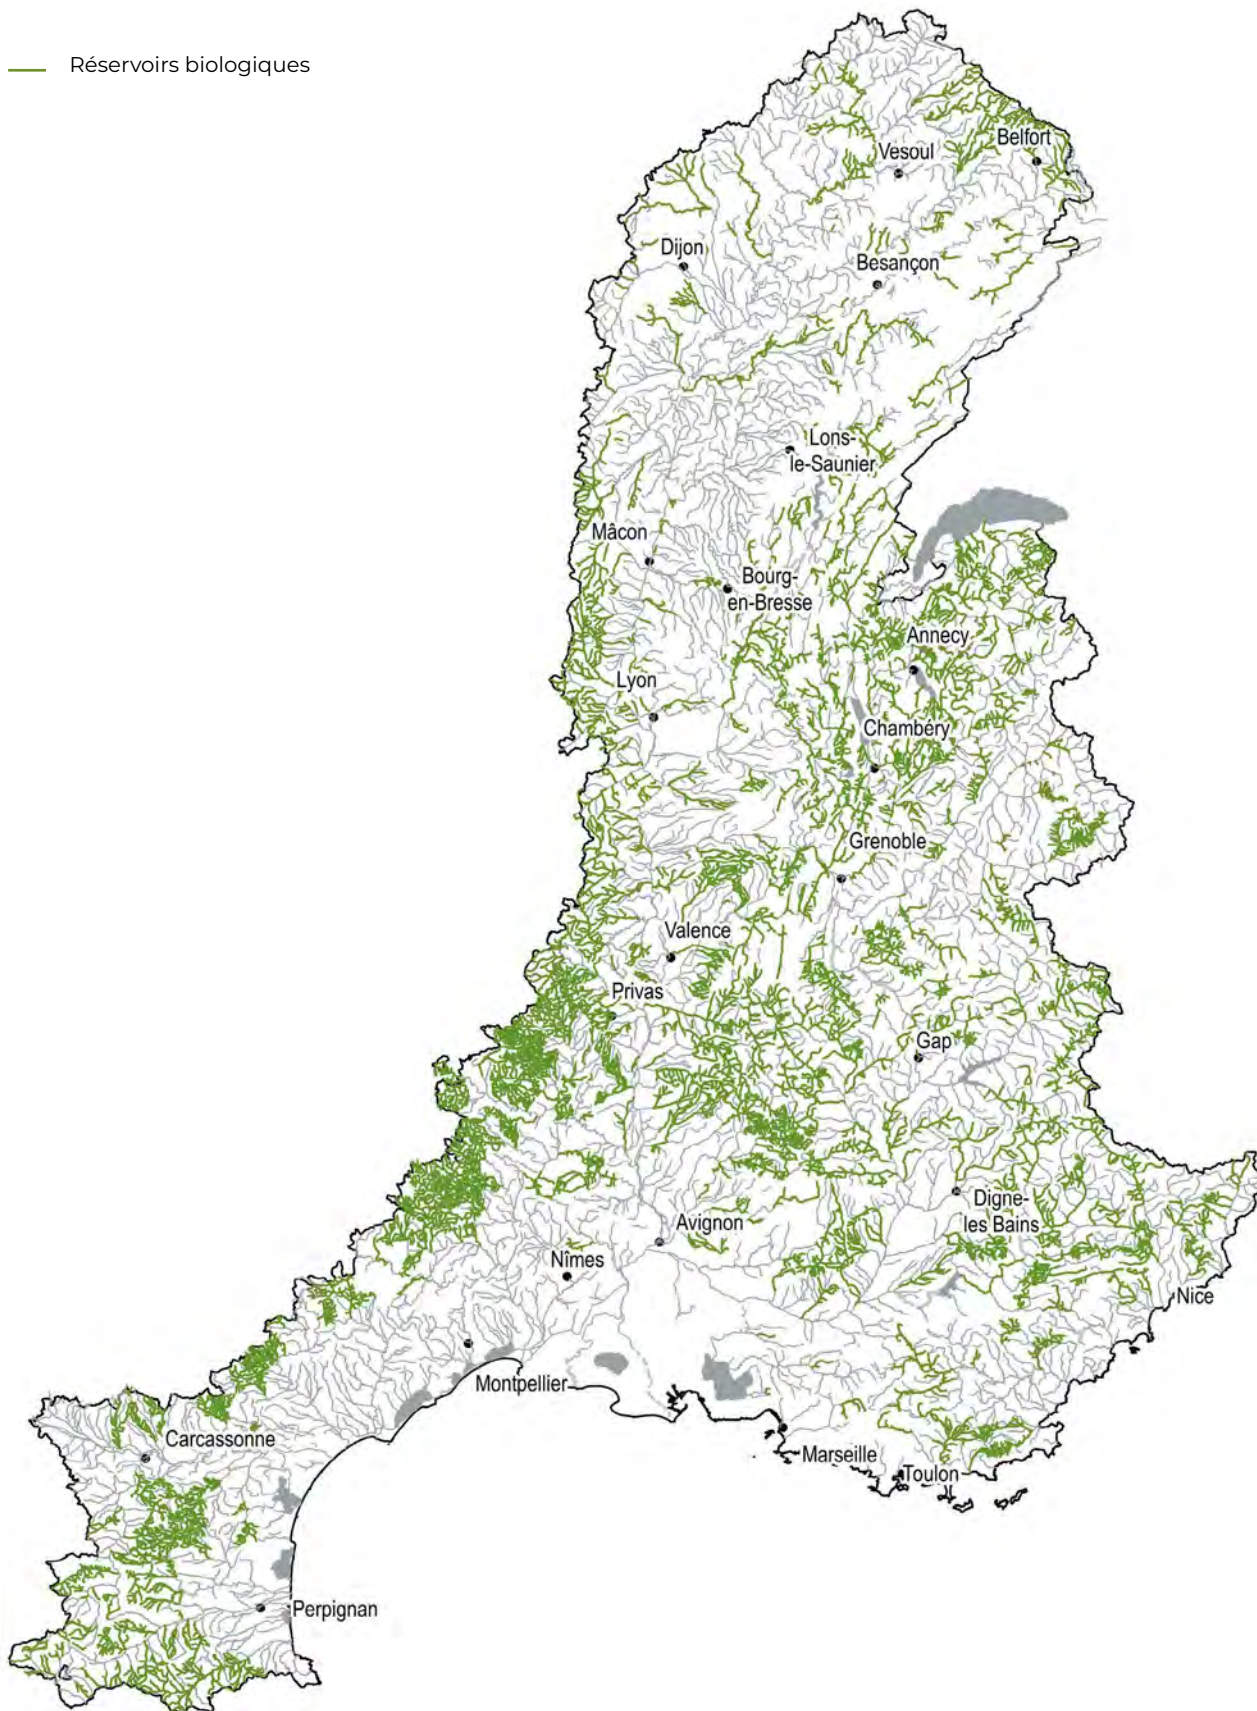 Réservoirs biologiques
Belfort
Vesoul
Dijon
Besançon
Lons-
le-Saunier
Mâcon
Bourg-
en-Bresse
Annecy
Lyon
Chambéry
Grenoble
Valence
Privas
Gap
Digne-
les Bains
Avignon
Nîmes
Nice
Montpellier
Carcassonne
Marseille
Toulon
Perpignan